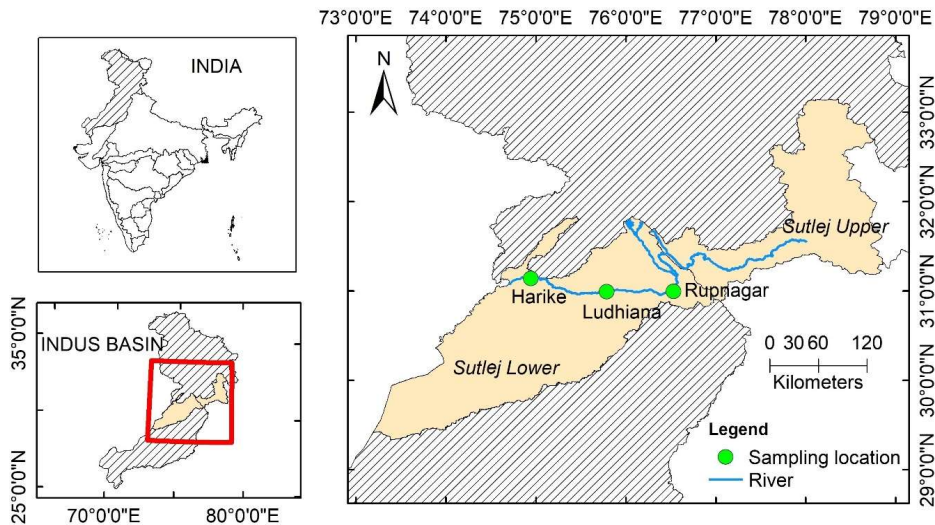 INDIA
INDUS BASIN
35°0'0"N
25°0'0"N
70°0'0"E 80°0'0"E
73°0'0"E 74°0'0"E 75°0'0"E 76°0'0"E 77°0'0"E 78°0'0"E 79°0'0"E
N
33°0'0"N
32°0'0"N
31°0'0"N
30°0'0"N
29°0'0"N
Sutlej Upper
Harike
Ludhiana
Rupnagar
Sutlej Lower
0 30 60 120
Kilometers
Legend
Sampling location
River